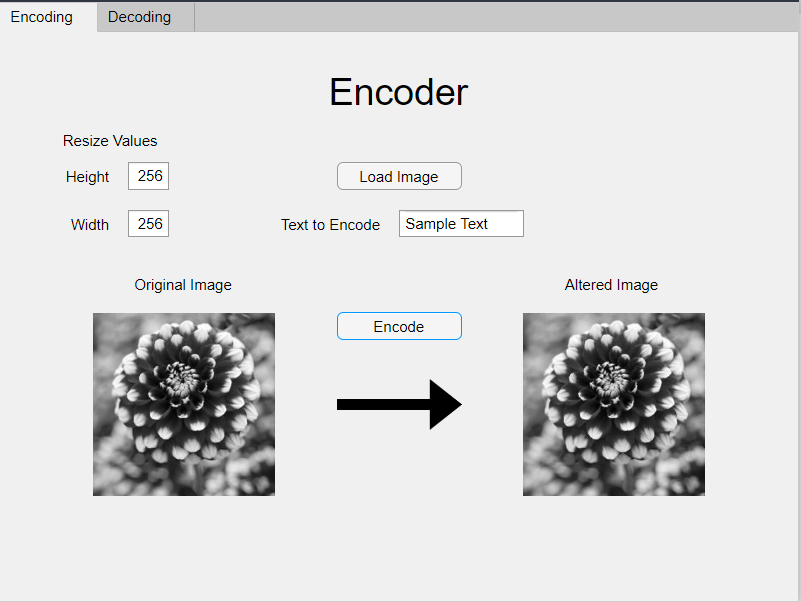 Encoding
Decoding
Encoder
Resize Values
Height
256
Load Image
Width
256
Text to Encode
Sample Text
Original Image
Altered Image
Encode